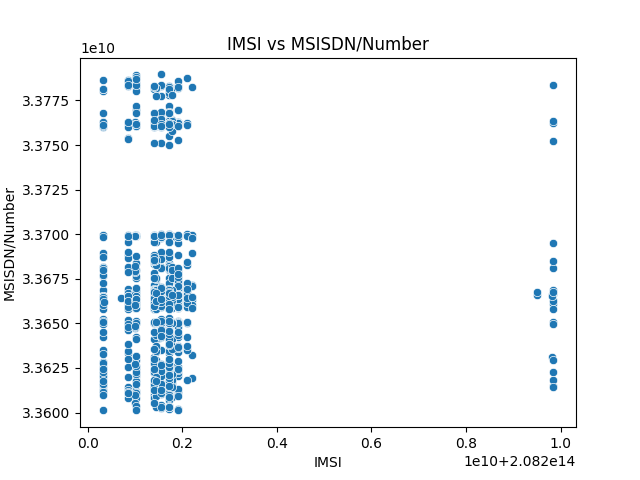 IMSI vs MSISDN/Number
1e10
3.3775
3.3750
3.3725
3.3700
3.3675
3.3650
3.3625
3.3600
MSISDN/Number
0.0 0.2 0.4 0.6 0.8 1.0
1e10+2.082e14
IMSI